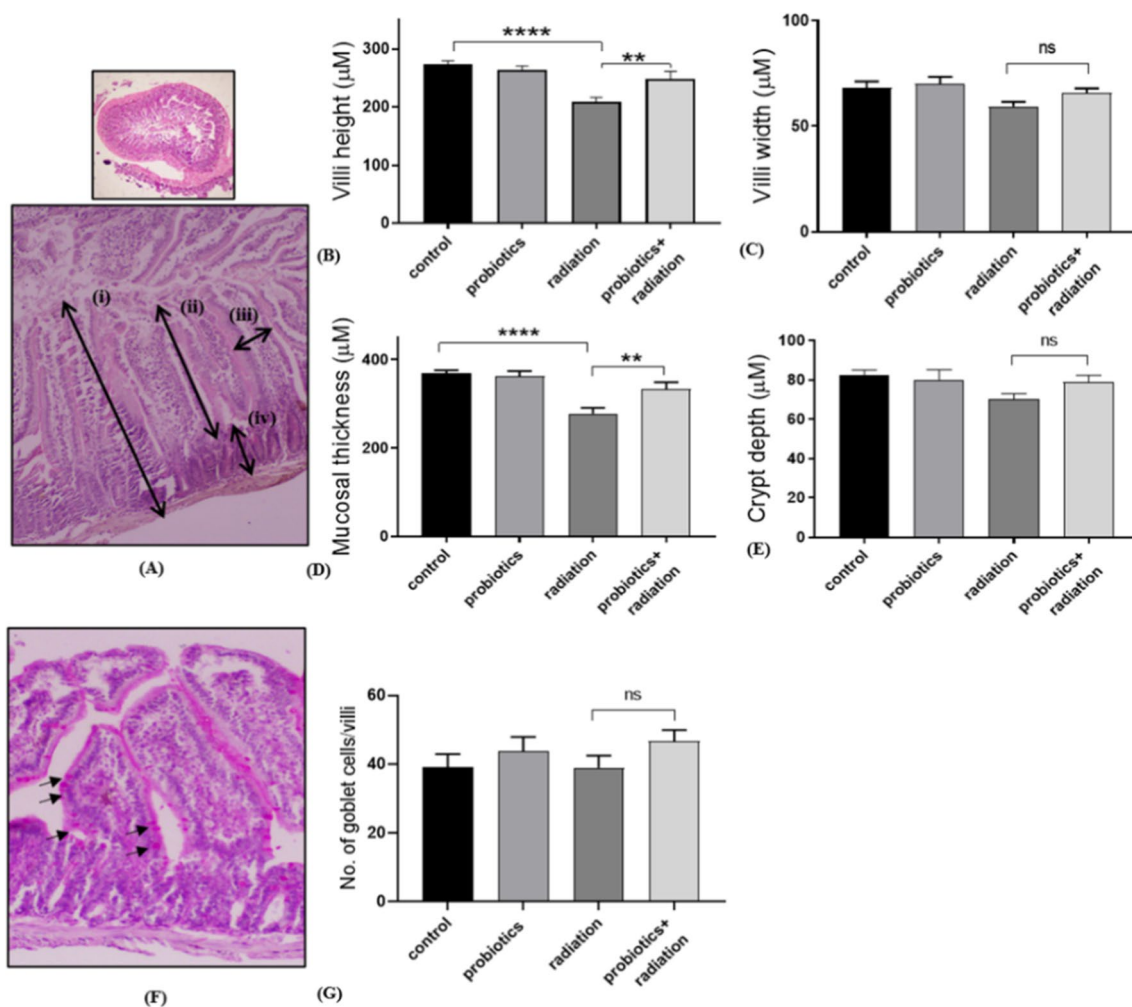 (i)
(ii)
(iii)
(iv)
(A)
Villi height (μM)
300
200
100
0
****
**
control
probiotics
radiation
probiotics+
radiation
(B)
Villi width (μM)
100
50
0
ns
control
probiotics
radiation
probiotics+
radiation
(C)
Mucosal thickness (μM)
400
200
0
****
**
control
probiotics
radiation
probiotics+
radiation
(D)
Crypt depth (μM)
100
80
60
40
20
0
ns
control
probiotics
radiation
probiotics+
radiation
(E)
(F)
No. of goblet cells/villi
60
40
20
0
ns
control
probiotics
radiation
probiotics+
radiation
(G)